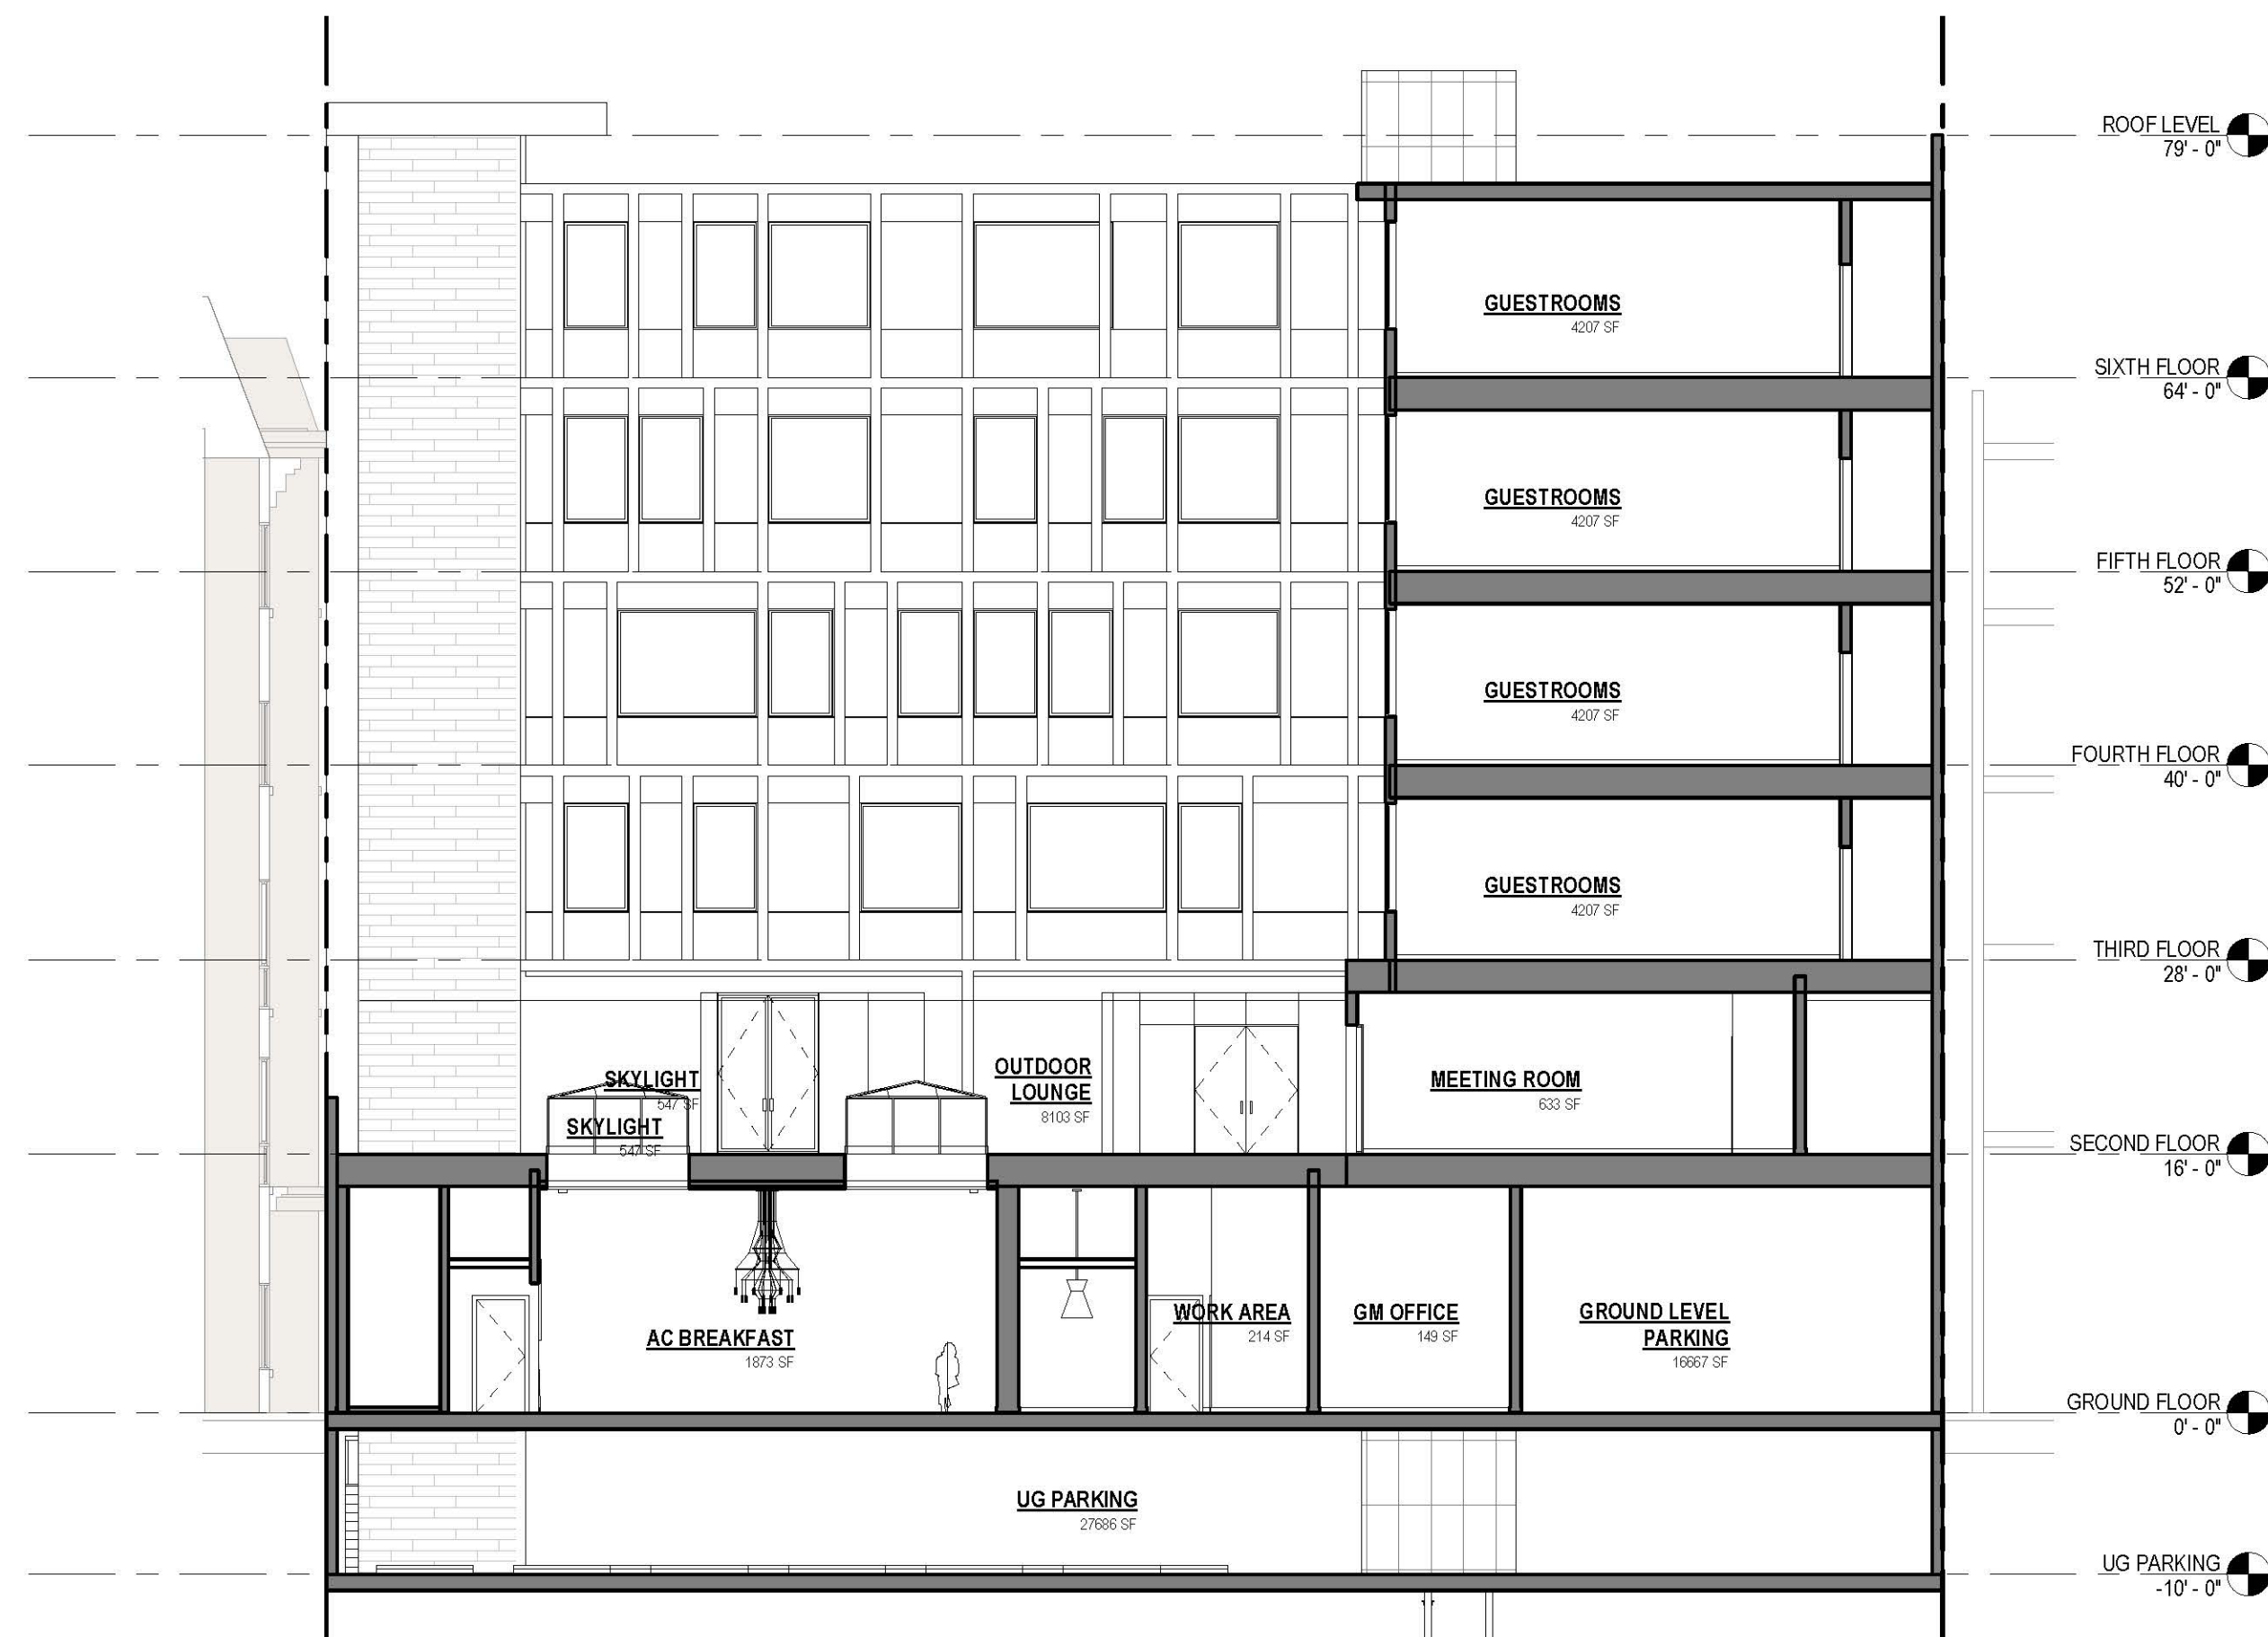 ROOF LEVEL
79' - 0"
GUESTROOMS
4207 SF
SIXTH FLOOR
64' - 0"
GUESTROOMS
4207 SF
FIFTH FLOOR
52' - 0"
GUESTROOMS
4207 SF
FOURTH FLOOR
40' - 0"
GUESTROOMS
4207 SF
THIRD FLOOR
28' - 0"
SKYLIGHT
547 SF
SKYLIGHT
547 SF
OUTDOOR
LOUNGE
8103 SF
MEETING ROOM
633 SF
SECOND FLOOR
16' - 0"
AC BREAKFAST
1873 SF
WORK AREA
214 SF
GM OFFICE
149 SF
GROUND LEVEL
PARKING
16667 SF
GROUND FLOOR
0' - 0"
UG PARKING
27686 SF
UG PARKING
-10' - 0"